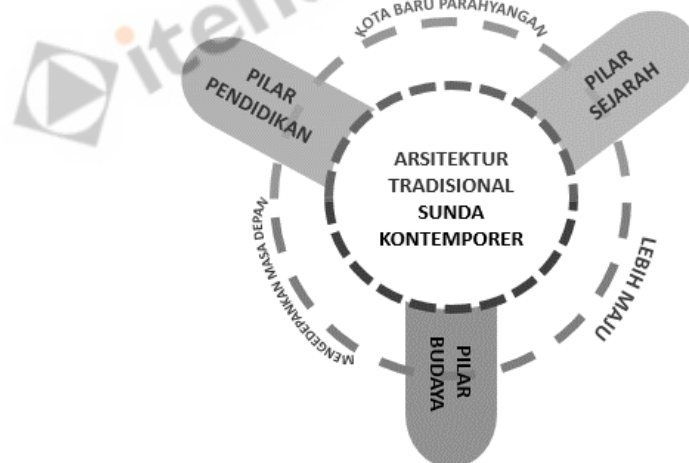 KOTA BARU PARAHYANGAN
PILAR
PENDIDIKAN
PILAR
SEJARAH
ARSITEKTUR
TRADISIONAL
SUNDA
KONTEMPORER
MENGEDEPANKAN MASA DEPAN
LEBIH MAJU
PILAR
BUDAYA